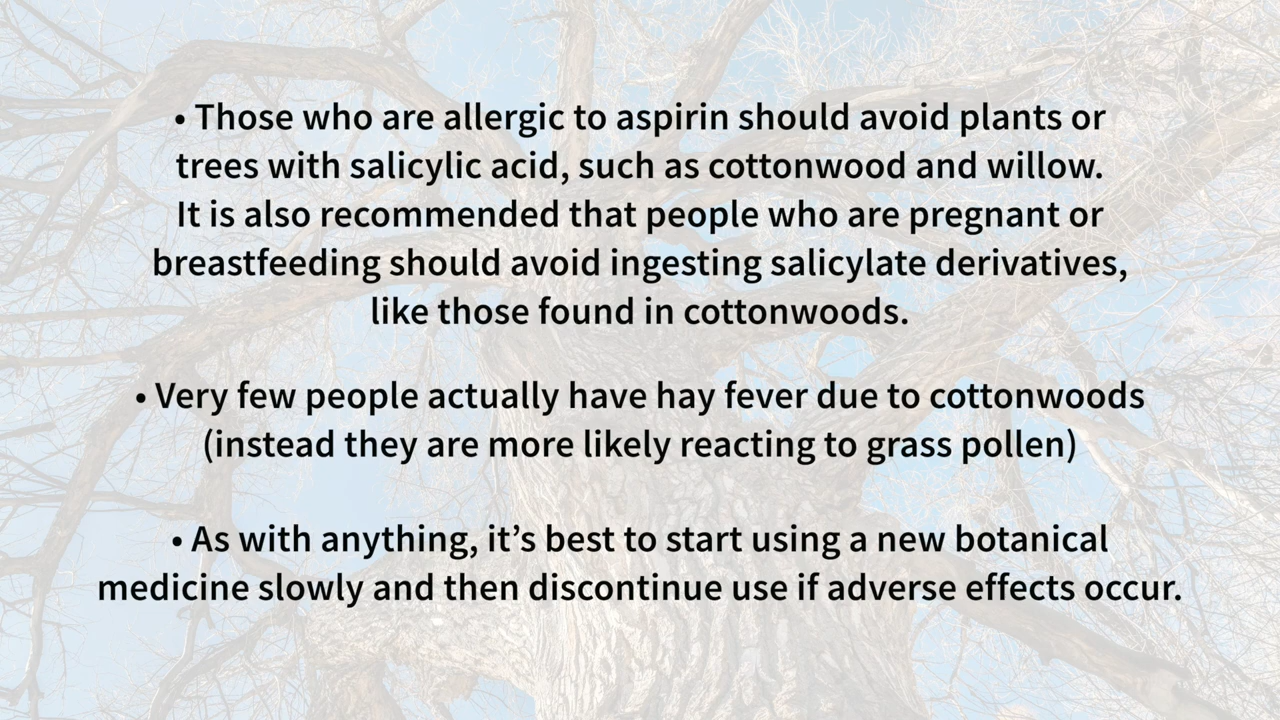 • Those who are allergic to aspirin should avoid plants or
trees with salicylic acid, such as cottonwood and willow.
It is also recommended that people who are pregnant or
breastfeeding should avoid ingesting salicylate derivatives,
like those found in cottonwoods.
• Very few people actually have hay fever due to cottonwoods
(instead they are more likely reacting to grass pollen)
• As with anything, it’s best to start using a new botanical
medicine slowly and then discontinue use if adverse effects occur.